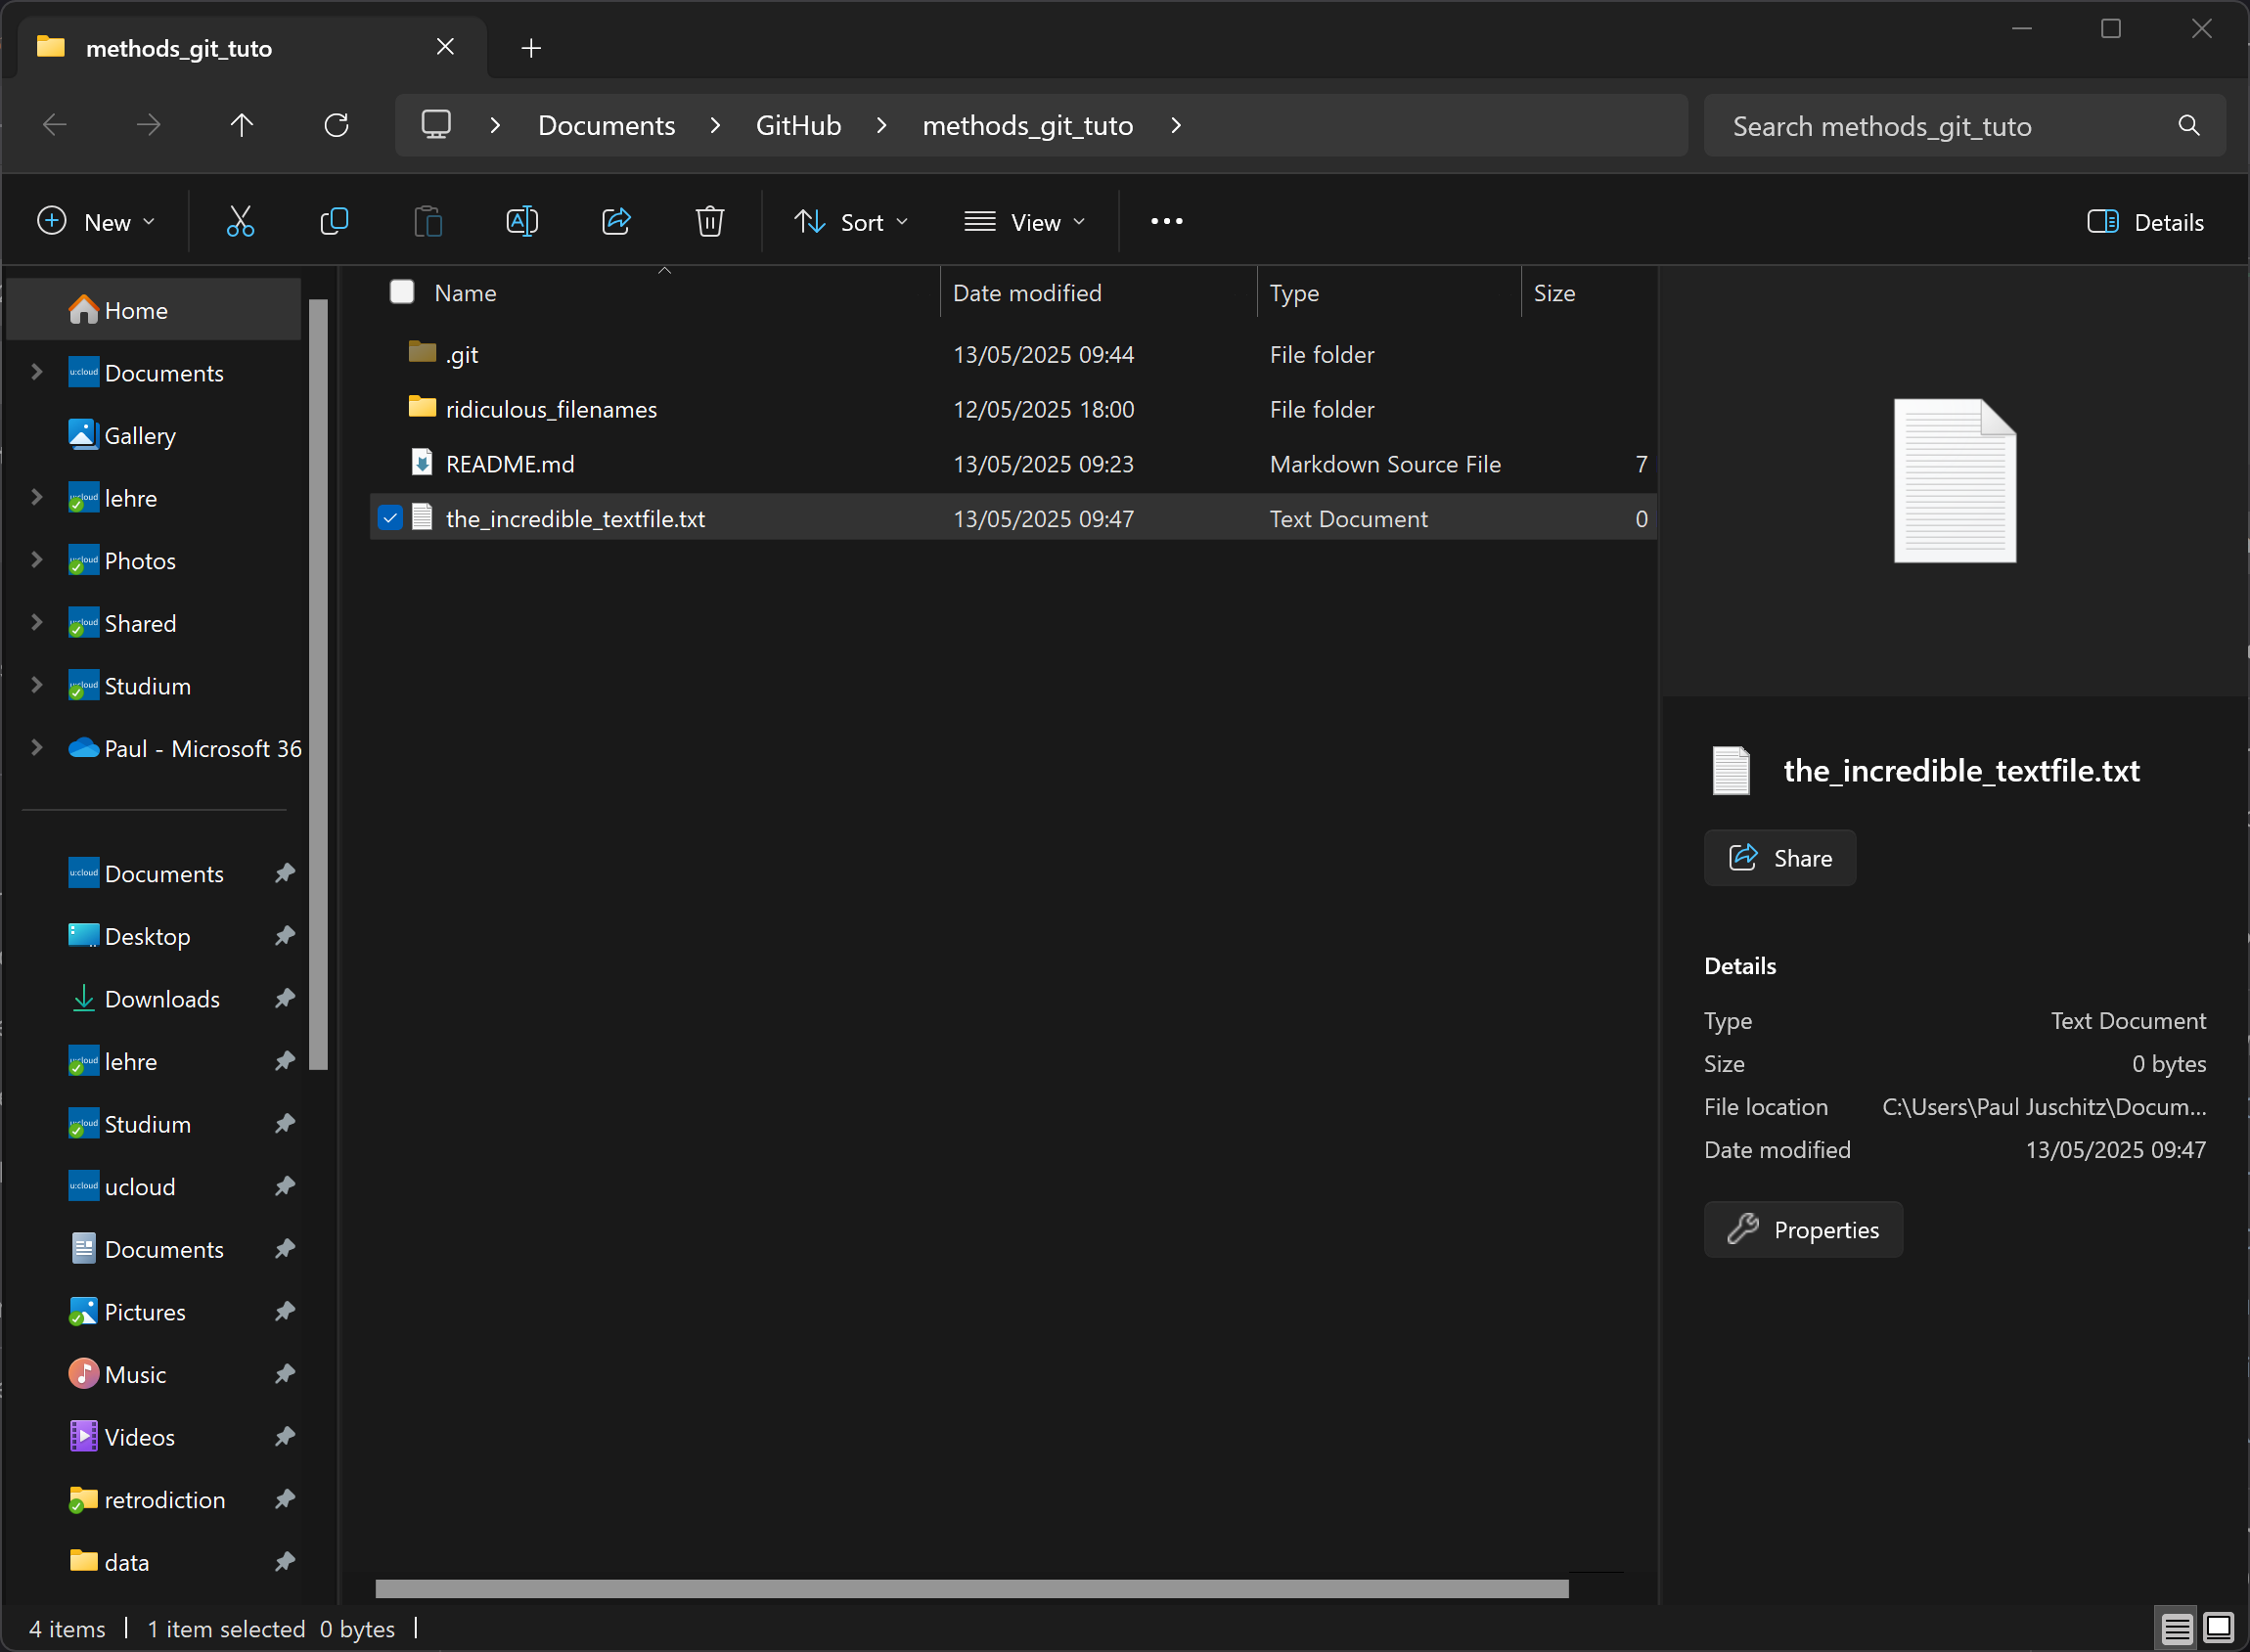 methods_git_tuto
Documents GitHub methods_git_tuto
Search methods_git_tuto
New Sort View Details
Name Date modified Type Size
.git 13/05/2025 09:44 File folder
ridiculous_filenames 12/05/2025 18:00 File folder
README.md 13/05/2025 09:23 Markdown Source File 7
the_incredible_textfile.txt 13/05/2025 09:47 Text Document 0
Home
u:cloud Documents
Gallery
lehre
Photos
Shared
Studium
Paul - Microsoft 36
u:cloud Documents
Desktop
Downloads
lehre
Studium
u:cloud ucloud
Documents
Pictures
Music
Videos
retrodiction
data
the_incredible_textfile.txt
Share
Details
Type Text Document
Size 0 bytes
File location C:\Users\Paul Juschitz\Docum...
Date modified 13/05/2025 09:47
Properties
4 items 1 item selected 0 bytes